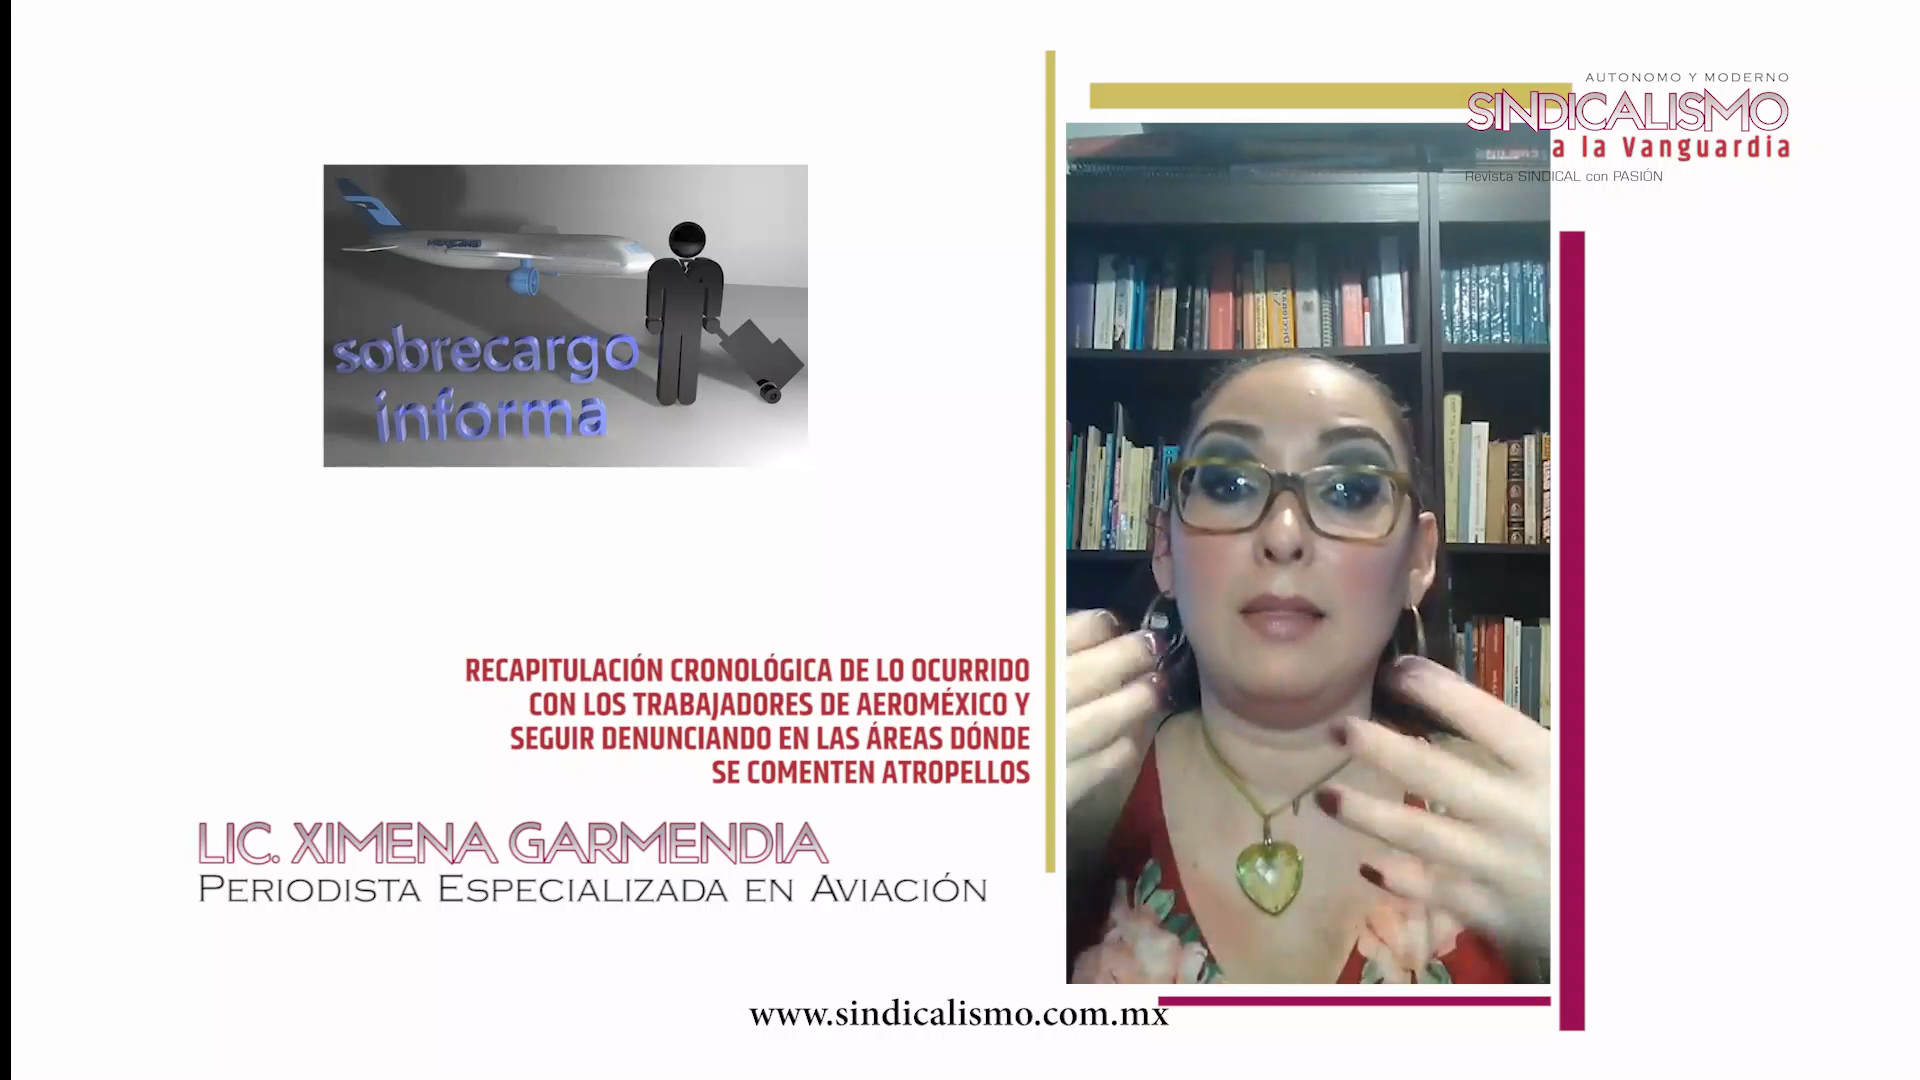 AUTONOMO Y MODERNO
SINDICALISMO
a la Vanguardia
Revista SINDICAL con PASIÓN
MEXICANA
sobrecargo
informa
RECAPITULACIÓN CRONOLÓGICA DE LO OCURRIDO
CON LOS TRABAJADORES DE AEROMÉXICO Y
SEGUIR DENUNCIANDO EN LAS ÁREAS DÓNDE
SE COMENTEN ATROPELLOS
LIC. XIMENA GARMENDIA
PERIODISTA ESPECIALIZADA EN AVIACIÓN
www.sindicalismo.com.mx